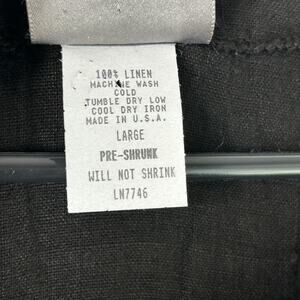 100% LINEN
MACHINE WASH
COLD
TUMBLE DRY LOW
COOL DRY IRON
MADE IN U.S.A.
LARGE
PRE-SHRUNK
WILL NOT SHRINK
LN7746